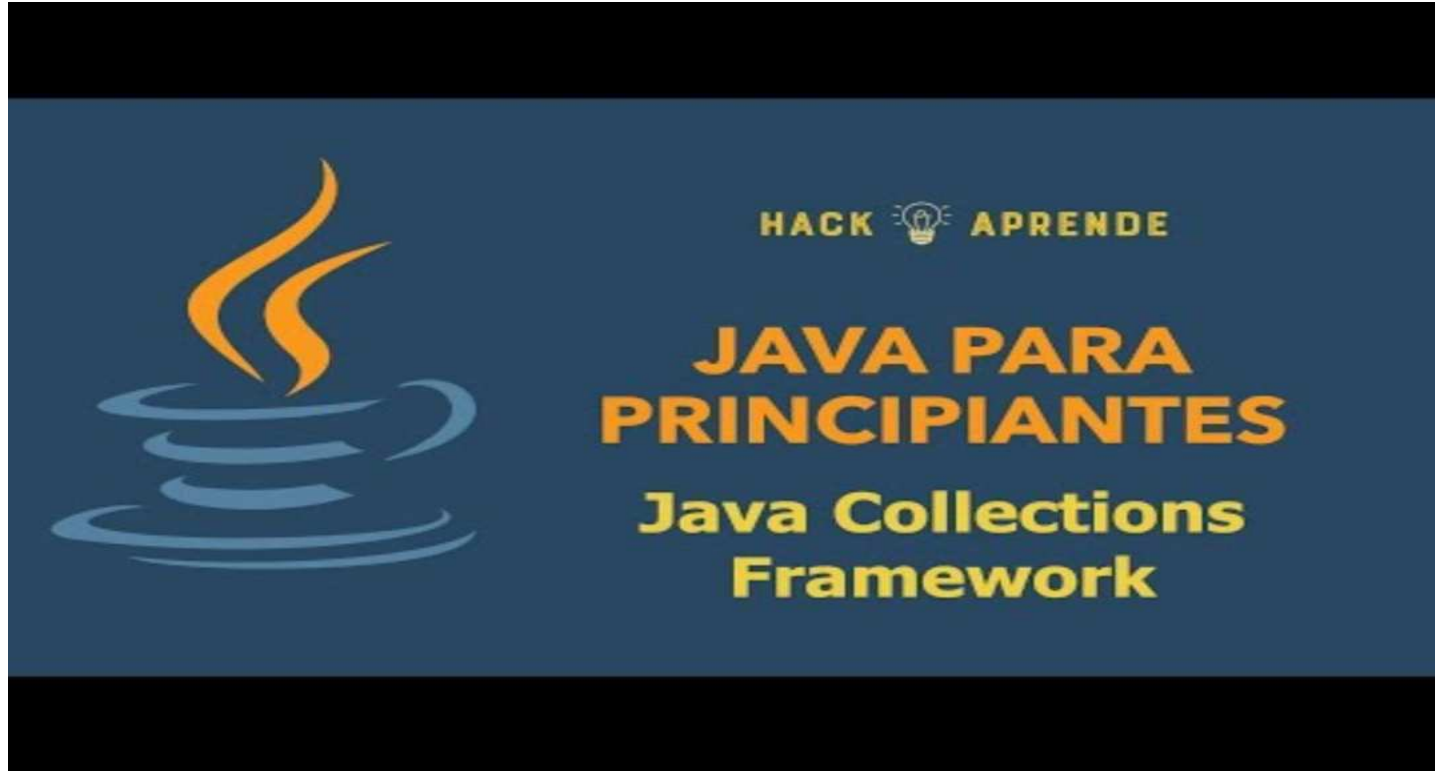 HACK APRENDE
JAVA PARA
PRINCIPIANTES
Java Collections
Framework